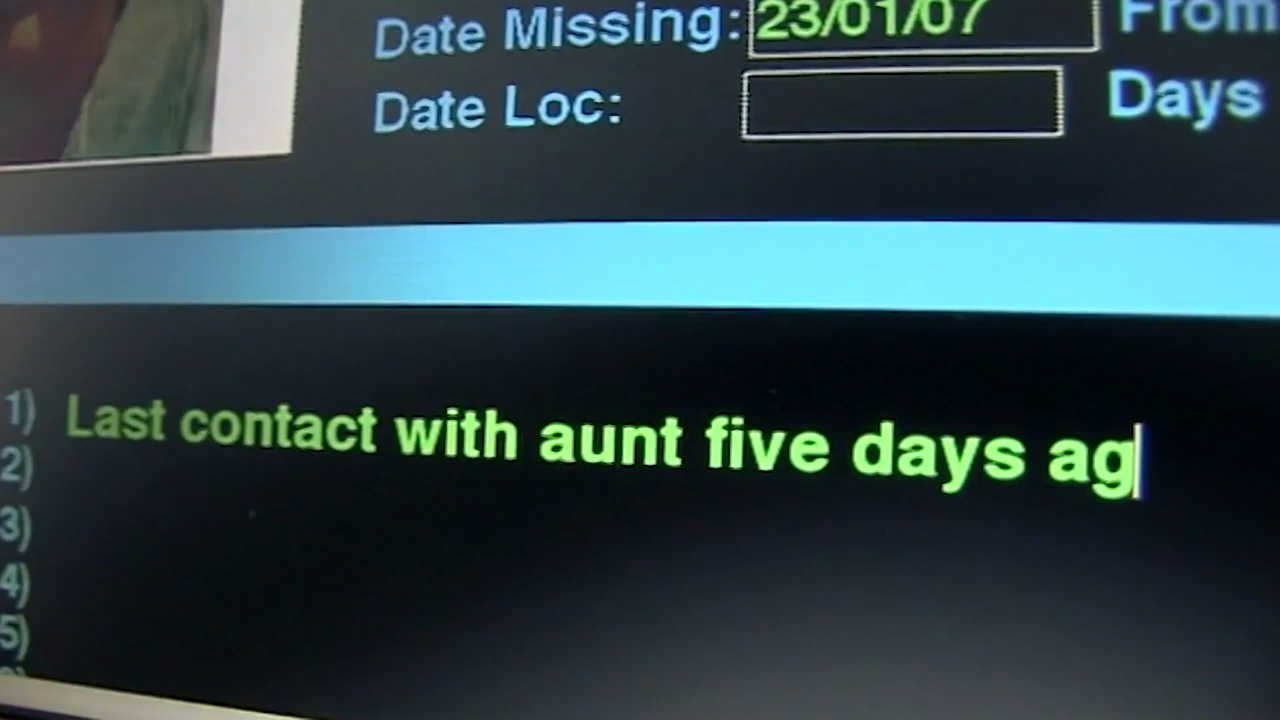 Date Missing: 23/01/07 From
Date Loc: Days
1) Last contact with aunt five days ag
2)
3)
4)
5)